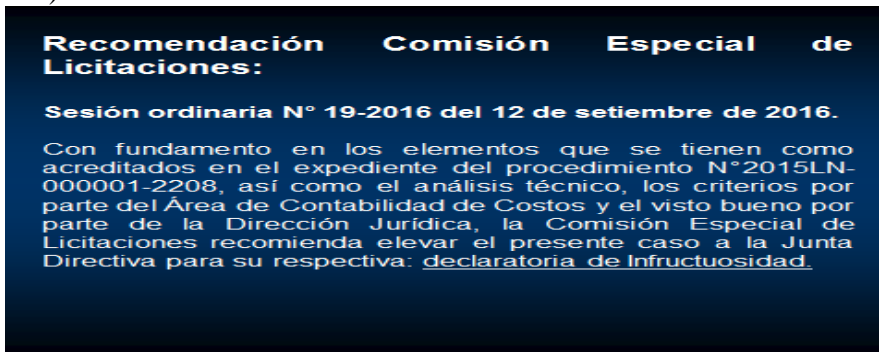 Recomendación Comisión Especial de
Licitaciones:
Sesión ordinaria N° 19-2016 del 12 de setiembre de 2016.
Con fundamento en los elementos que se tienen como
acreditados en el expediente del procedimiento N°2015LN-
000001-2208, así como el análisis técnico, los criterios por
parte del Área de Contabilidad de Costos y el visto bueno por
parte de la Dirección Jurídica, la Comisión Especial de
Licitaciones recomienda elevar el presente caso a la Junta
Directiva para su respectiva: declaratoria de Infructuosidad.